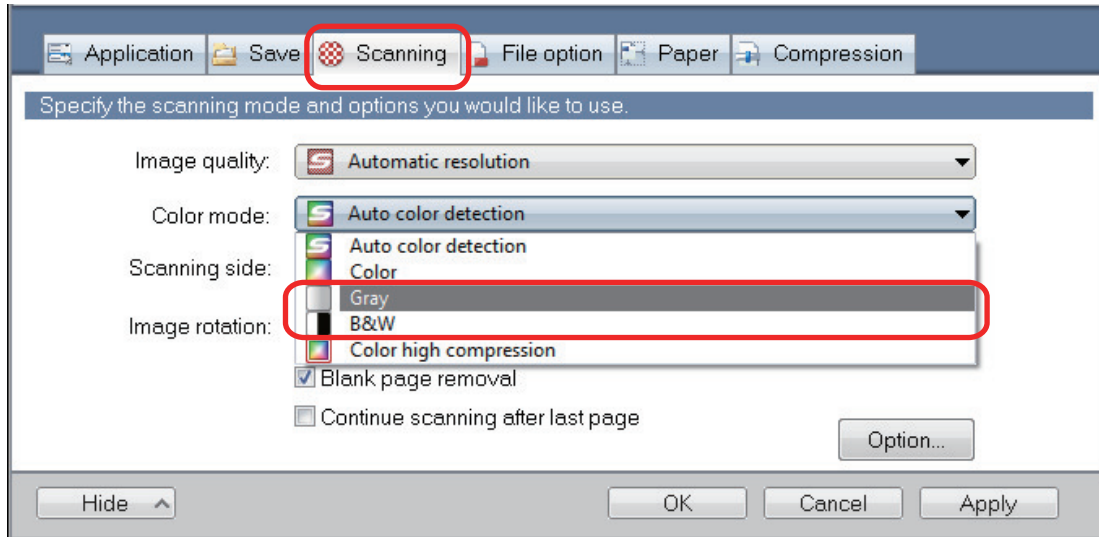 Application Save Scanning File option Paper Compression
Specify the scanning mode and options you would like to use.
Image quality: Automatic resolution
Color mode: Auto color detection
Auto color detection
Scanning side: Color
Gray
Image rotation: B&W
Color high compression
Blank page removal
Continue scanning after last page
Option...
Hide OK Cancel Apply